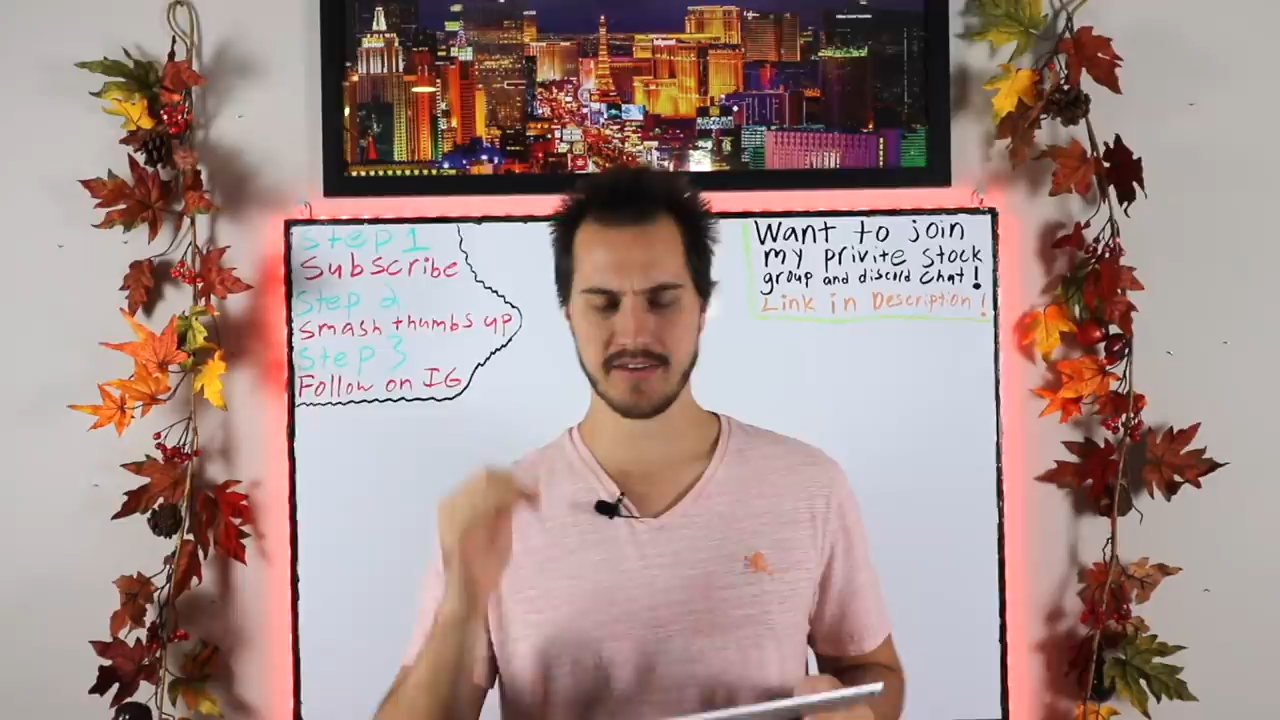 Step 1
Subscribe
Step 2
Smash thumbs up
Step 3
Follow on IG
Want to join
my privite stock
group and discord chat!
Link in Description!